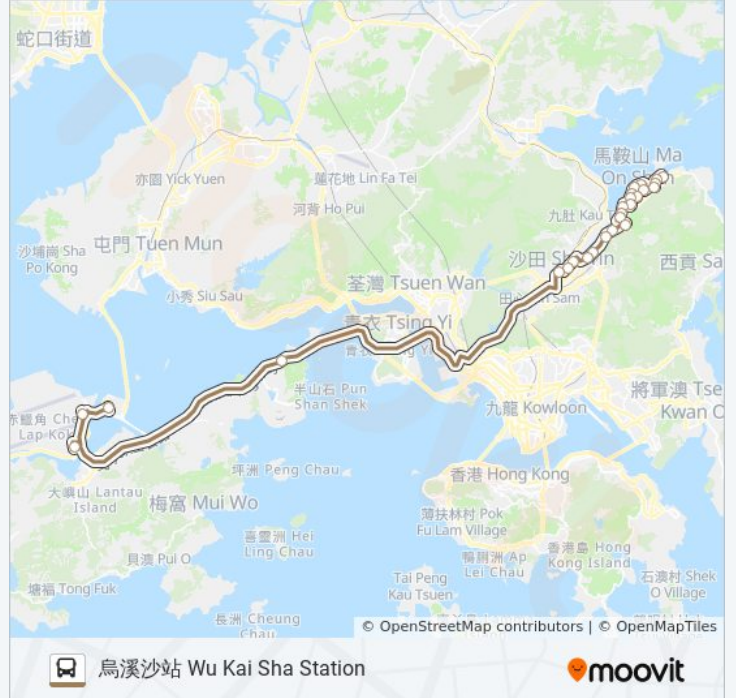 蛇口街道
馬鞍山 Ma
On Sh
亦園 Yick Yuen
蓮花地 Lin Fa Tei
河背 Ho Pui
九肚 Kau T
沙埔崗 Sha
Po Kong
屯門 Tuen Mun
沙田 Sh
in
西貢 Sa
小秀 Siu Sau
荃灣 Tsuen Wan
田心
Sam
青衣 Tsing Yi
半山石 Pun
Shan Shek
將軍澳 Tse
Kwan O
九龍 Kowloon
赤鱲角 Che
Lap Kok
坪洲 Peng Chau
香港 Hong Kong
大嶼山 Lantau
Island
梅窩 Mui Wo
薄扶林村 Pok
Fu Lam Village
喜靈洲 Hei
Ling Chau
鴨脷洲 Ap
Lei Chau
香港島 Hong
Kong Island
貝澳 Pui O
塘福 Tong Fuk
Tai Peng
Kau Tsuen
石澳村 Shek
O Village
長洲 Cheung
Chau
© OpenStreetMap contributors | © OpenMapTiles
烏溪沙站 Wu Kai Sha Station
moovit